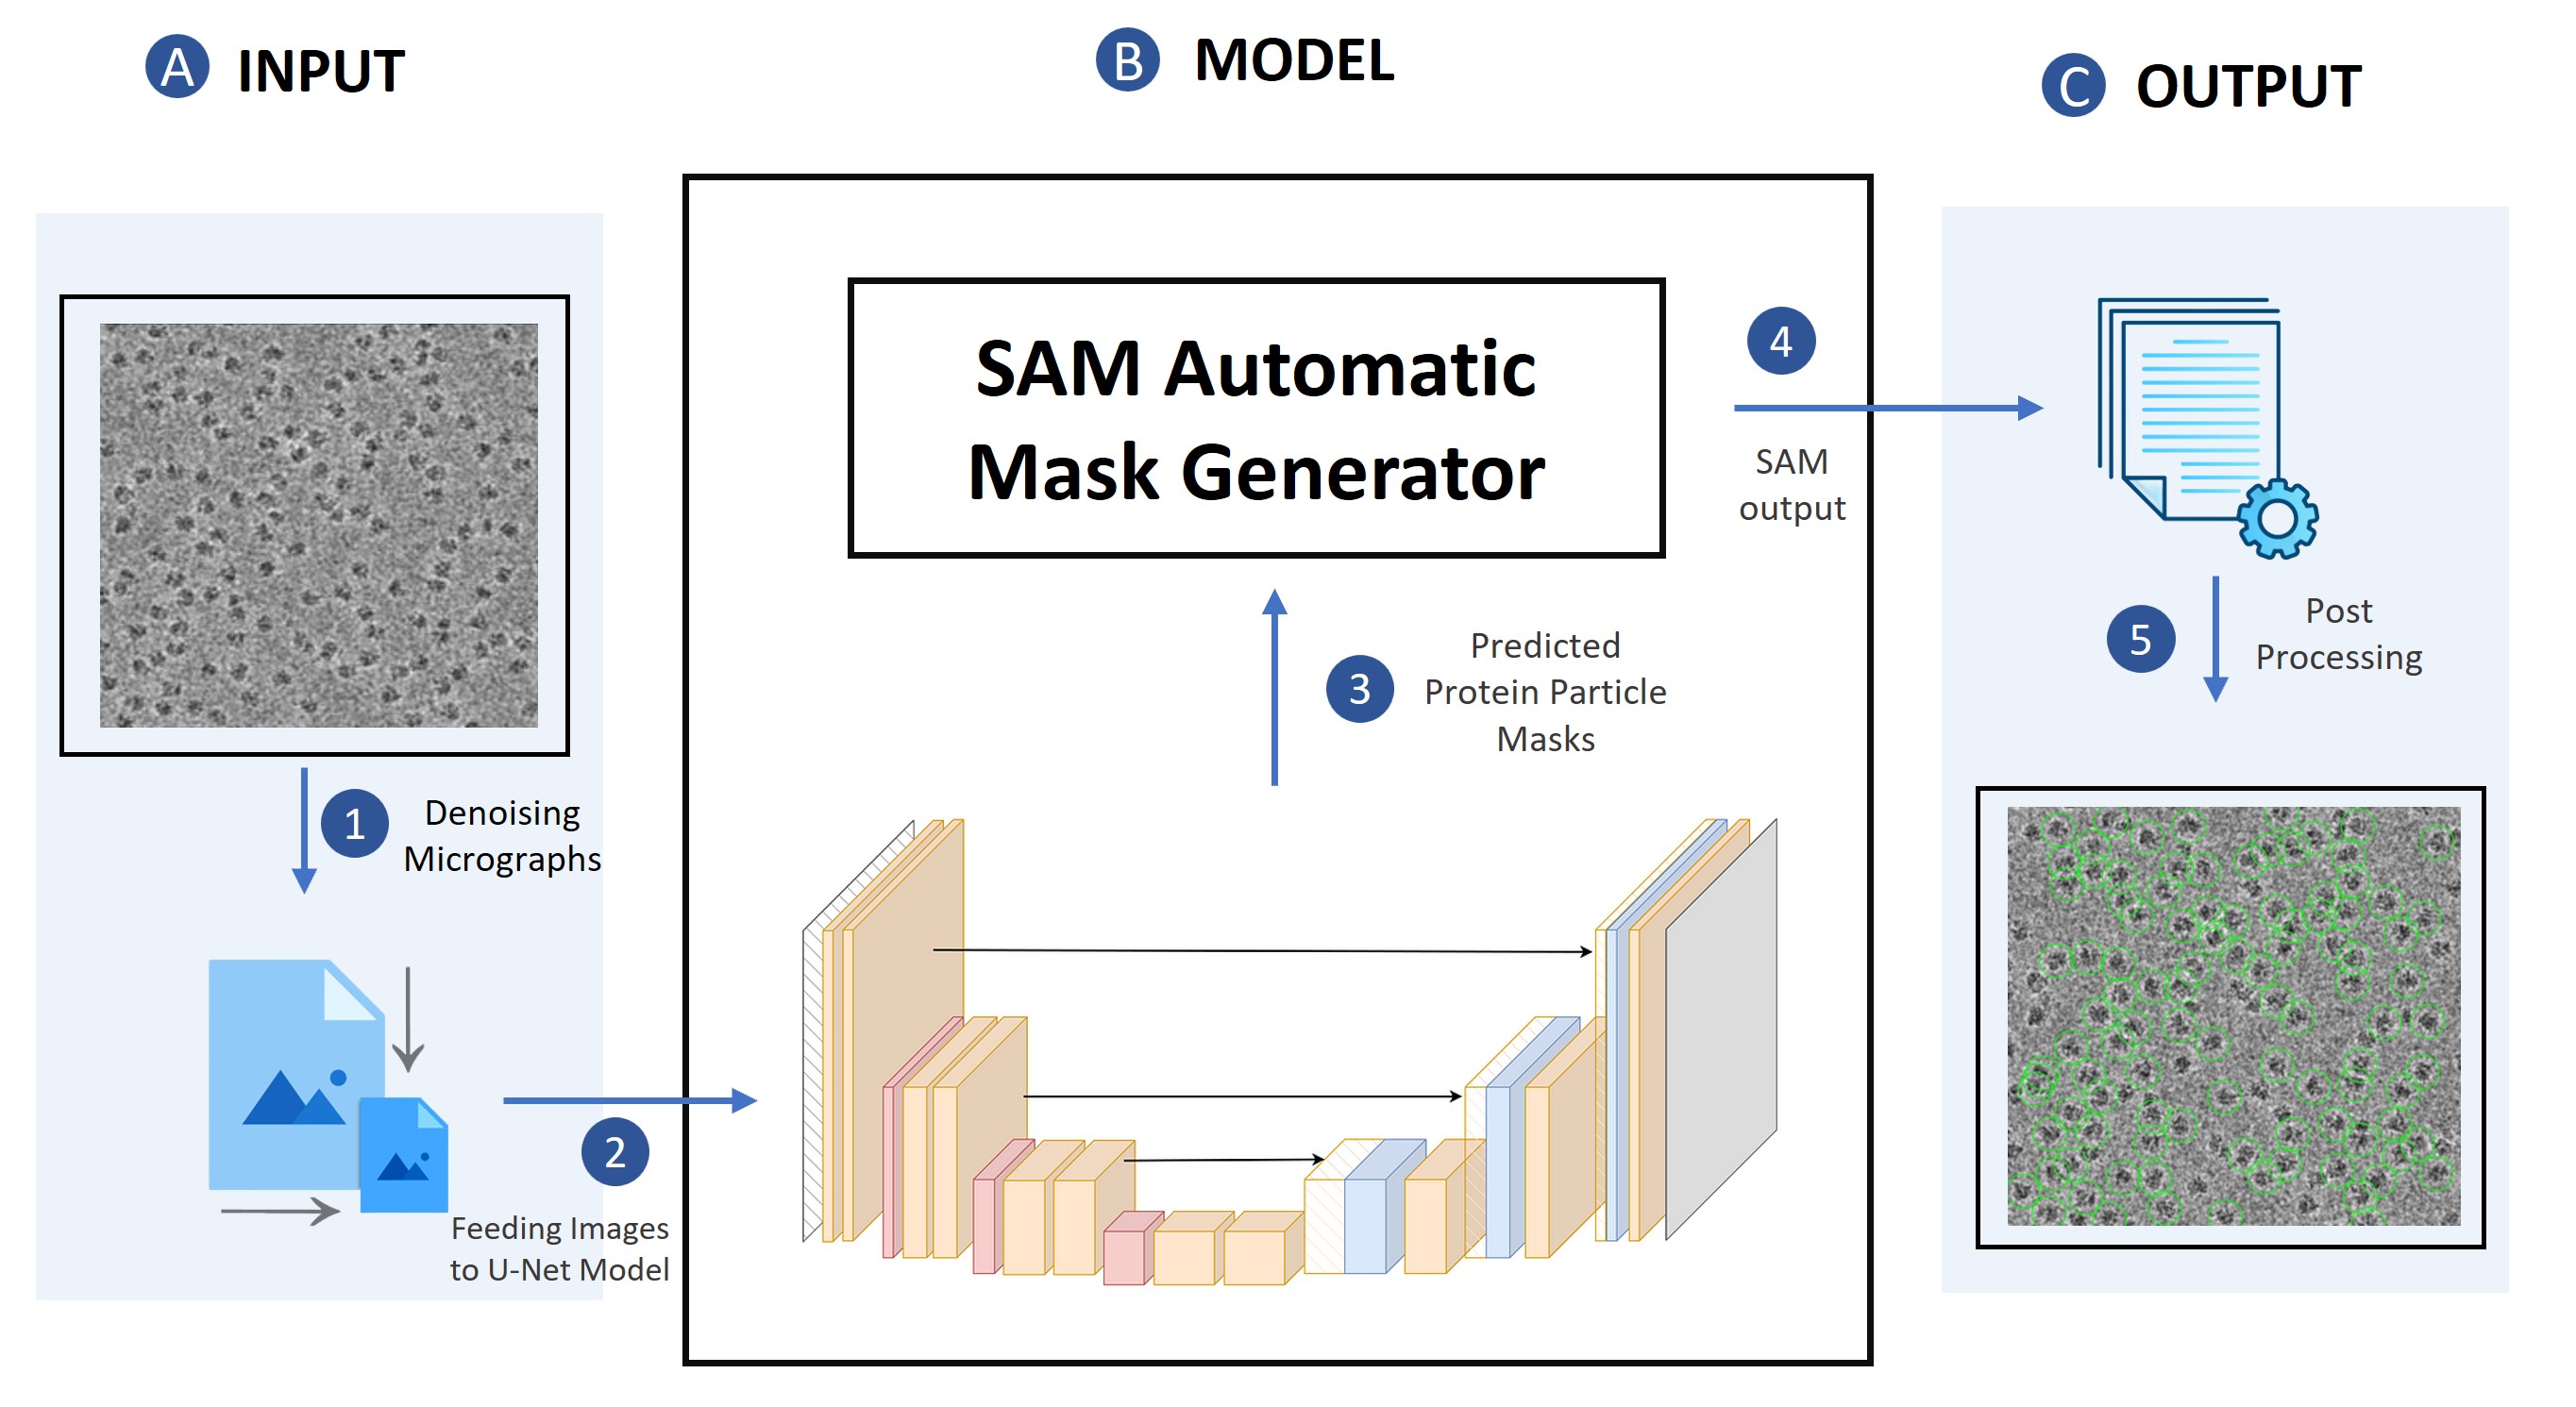 A INPUT
B MODEL
C OUTPUT
1 Denoising
Micrographs
2
Feeding Images
to U-Net Model
SAM Automatic
Mask Generator
3 Predicted
Protein Particle
Masks
4
SAM
output
5 Post
Processing